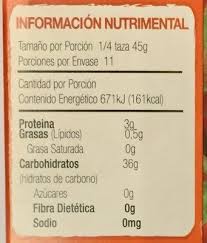 INFORMACIÓN NUTRIMENTAL
Tamaño por Porción 1/4 taza 45g
Porciones por Envase 11
Cantidad por Porción
Contenido Energético 671kJ (161kcal)
Proteina 3g
Grasas (Lípidos) 0,5g
Grasa Saturada 0g
Carbohidratos 36g
(hidratos de carbono)
Azúcares 0g
Fibra Dietética 0g
Sodio 0mg